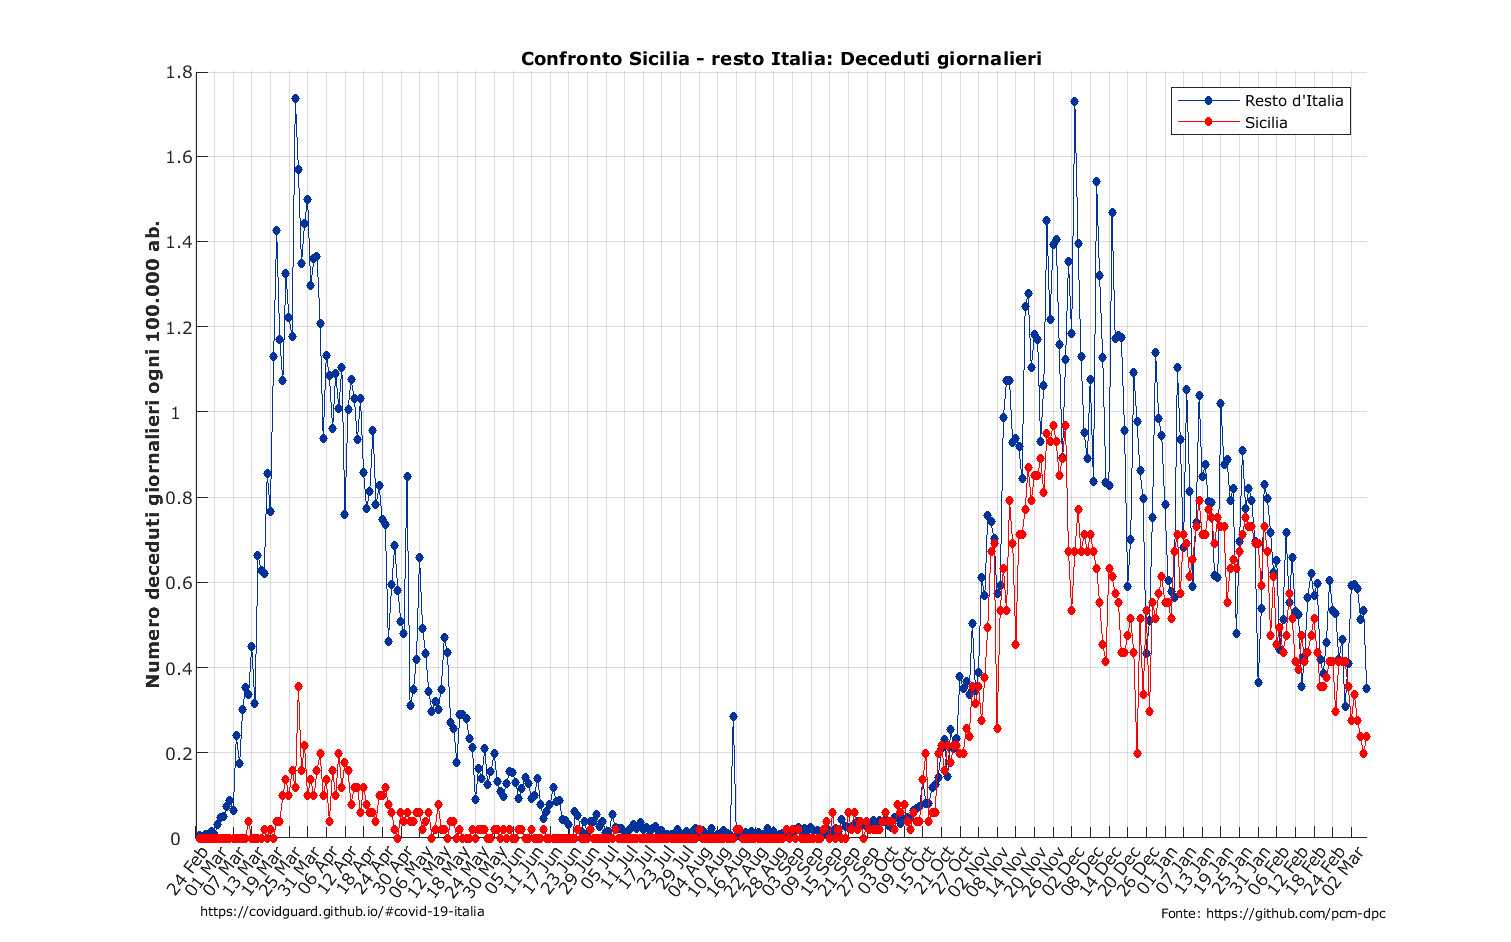 Confronto Sicilia - resto Italia: Deceduti giornalieri
Numero deceduti giornalieri ogni 100.000 ab.
1.8
1.6
1.4
1.2
1
0.8
0.6
0.4
0.2
0
Resto d'Italia
Sicilia
24 Feb
01 Mar
07 Mar
13 Mar
19 Mar
25 Mar
31 Mar
06 Apr
12 Apr
18 Apr
24 Apr
30 Apr
06 May
12 May
18 May
24 May
30 May
05 Jun
11 Jun
17 Jun
23 Jun
29 Jun
05 Jul
11 Jul
17 Jul
23 Jul
29 Jul
04 Aug
10 Aug
16 Aug
22 Aug
28 Aug
03 Sep
09 Sep
15 Sep
21 Sep
27 Sep
03 Oct
09 Oct
15 Oct
21 Oct
27 Oct
02 Nov
08 Nov
14 Nov
20 Nov
26 Nov
02 Dec
08 Dec
14 Dec
20 Dec
26 Dec
01 Jan
07 Jan
13 Jan
19 Jan
25 Jan
31 Jan
06 Feb
12 Feb
18 Feb
24 Feb
02 Mar
https://covidguard.github.io/#covid-19-italia
Fonte: https://github.com/pcm-dpc